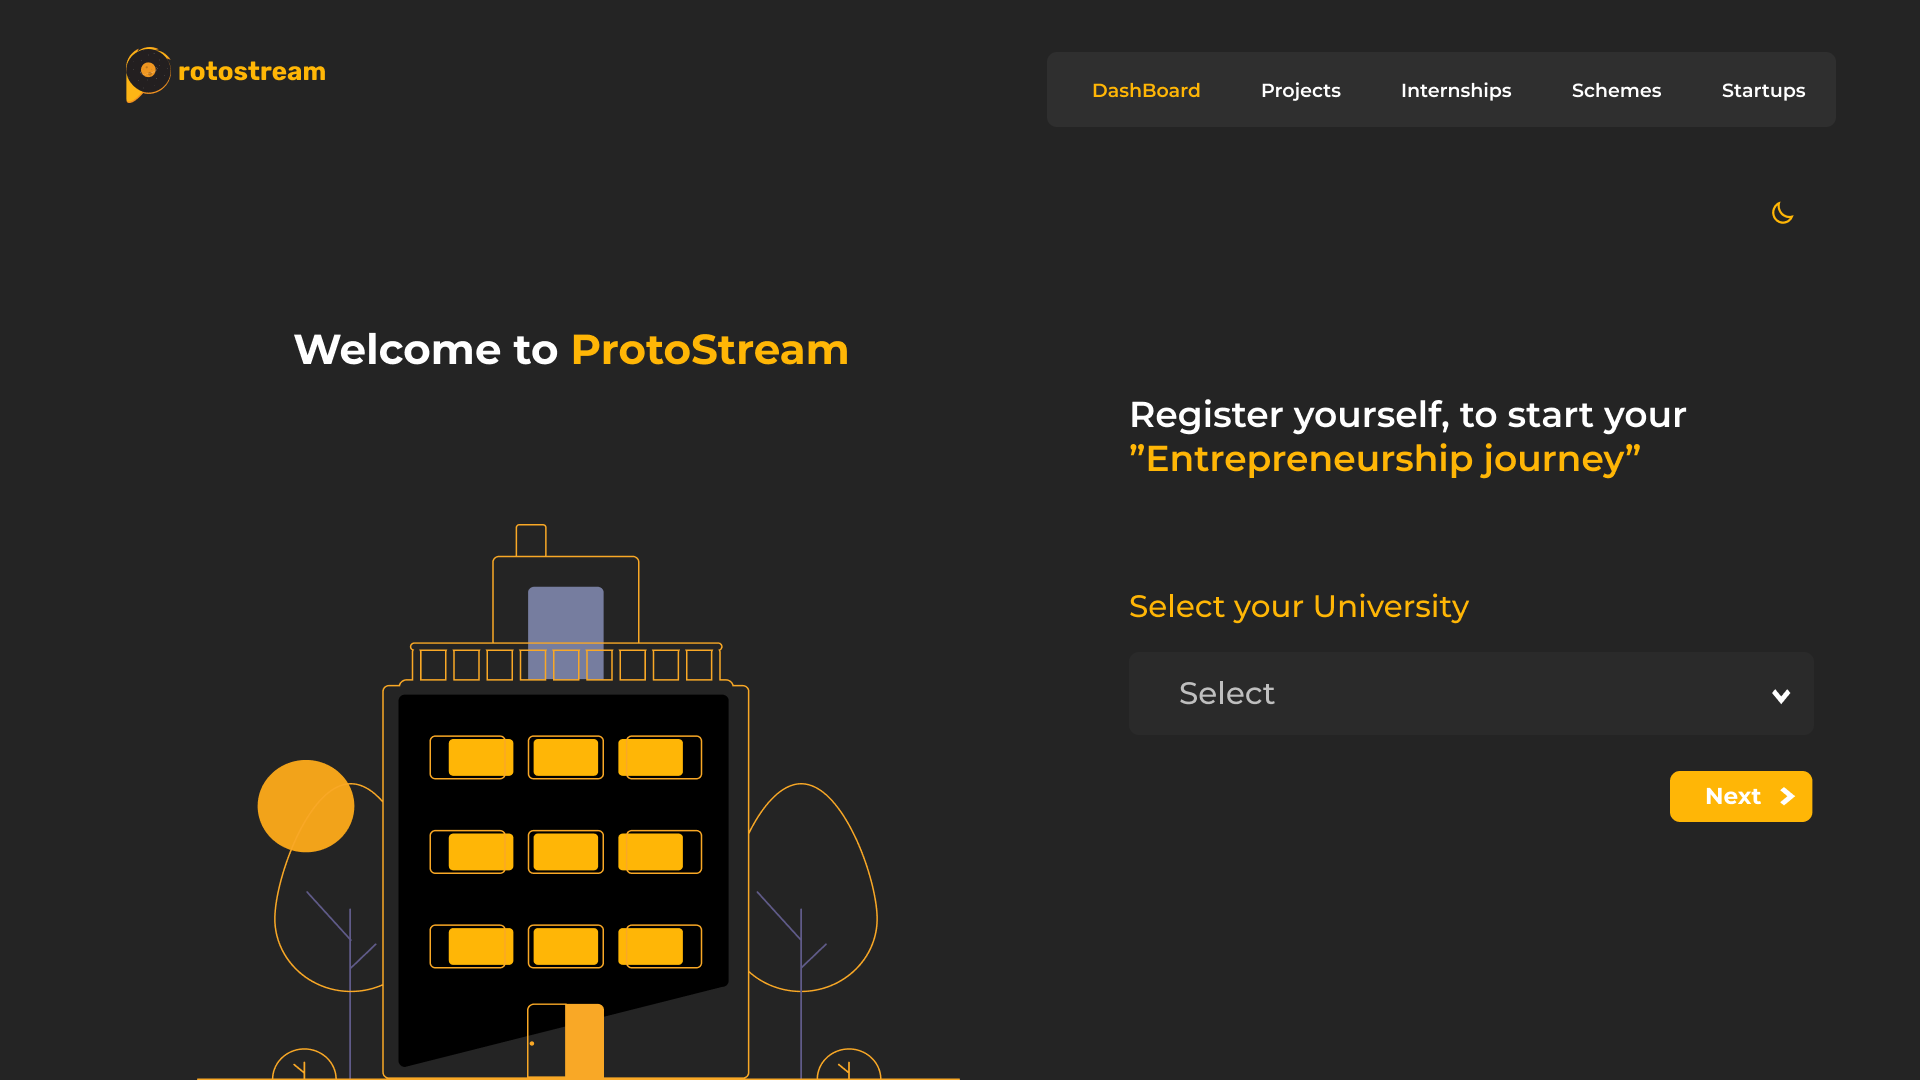 rotostream
DashBoard Projects Internships Schemes Startups
Welcome to ProtoStream
Register yourself, to start your
”Entrepreneurship journey”
Select your University
Select
Next